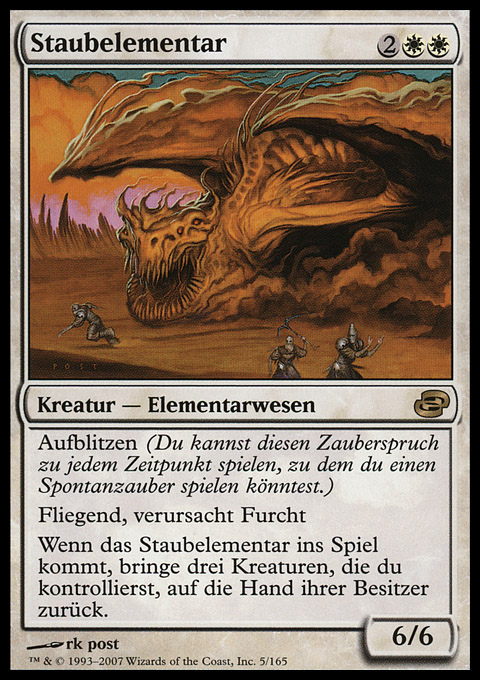 Staubelementar 2
POST
Kreatur — Elementarwesen
Aufblitzen (Du kannst diesen Zauberspruch
zu jedem Zeitpunkt spielen, zu dem du einen
Spontanzauber spielen könntest.)
Fliegend, verursacht Furcht
Wenn das Staubelementar ins Spiel
kommt, bringe drei Kreaturen, die du
kontrollierst, auf die Hand ihrer Besitzer
zurück.
rk post
6/6
™ & © 1993–2007 Wizards of the Coast, Inc. 5/165